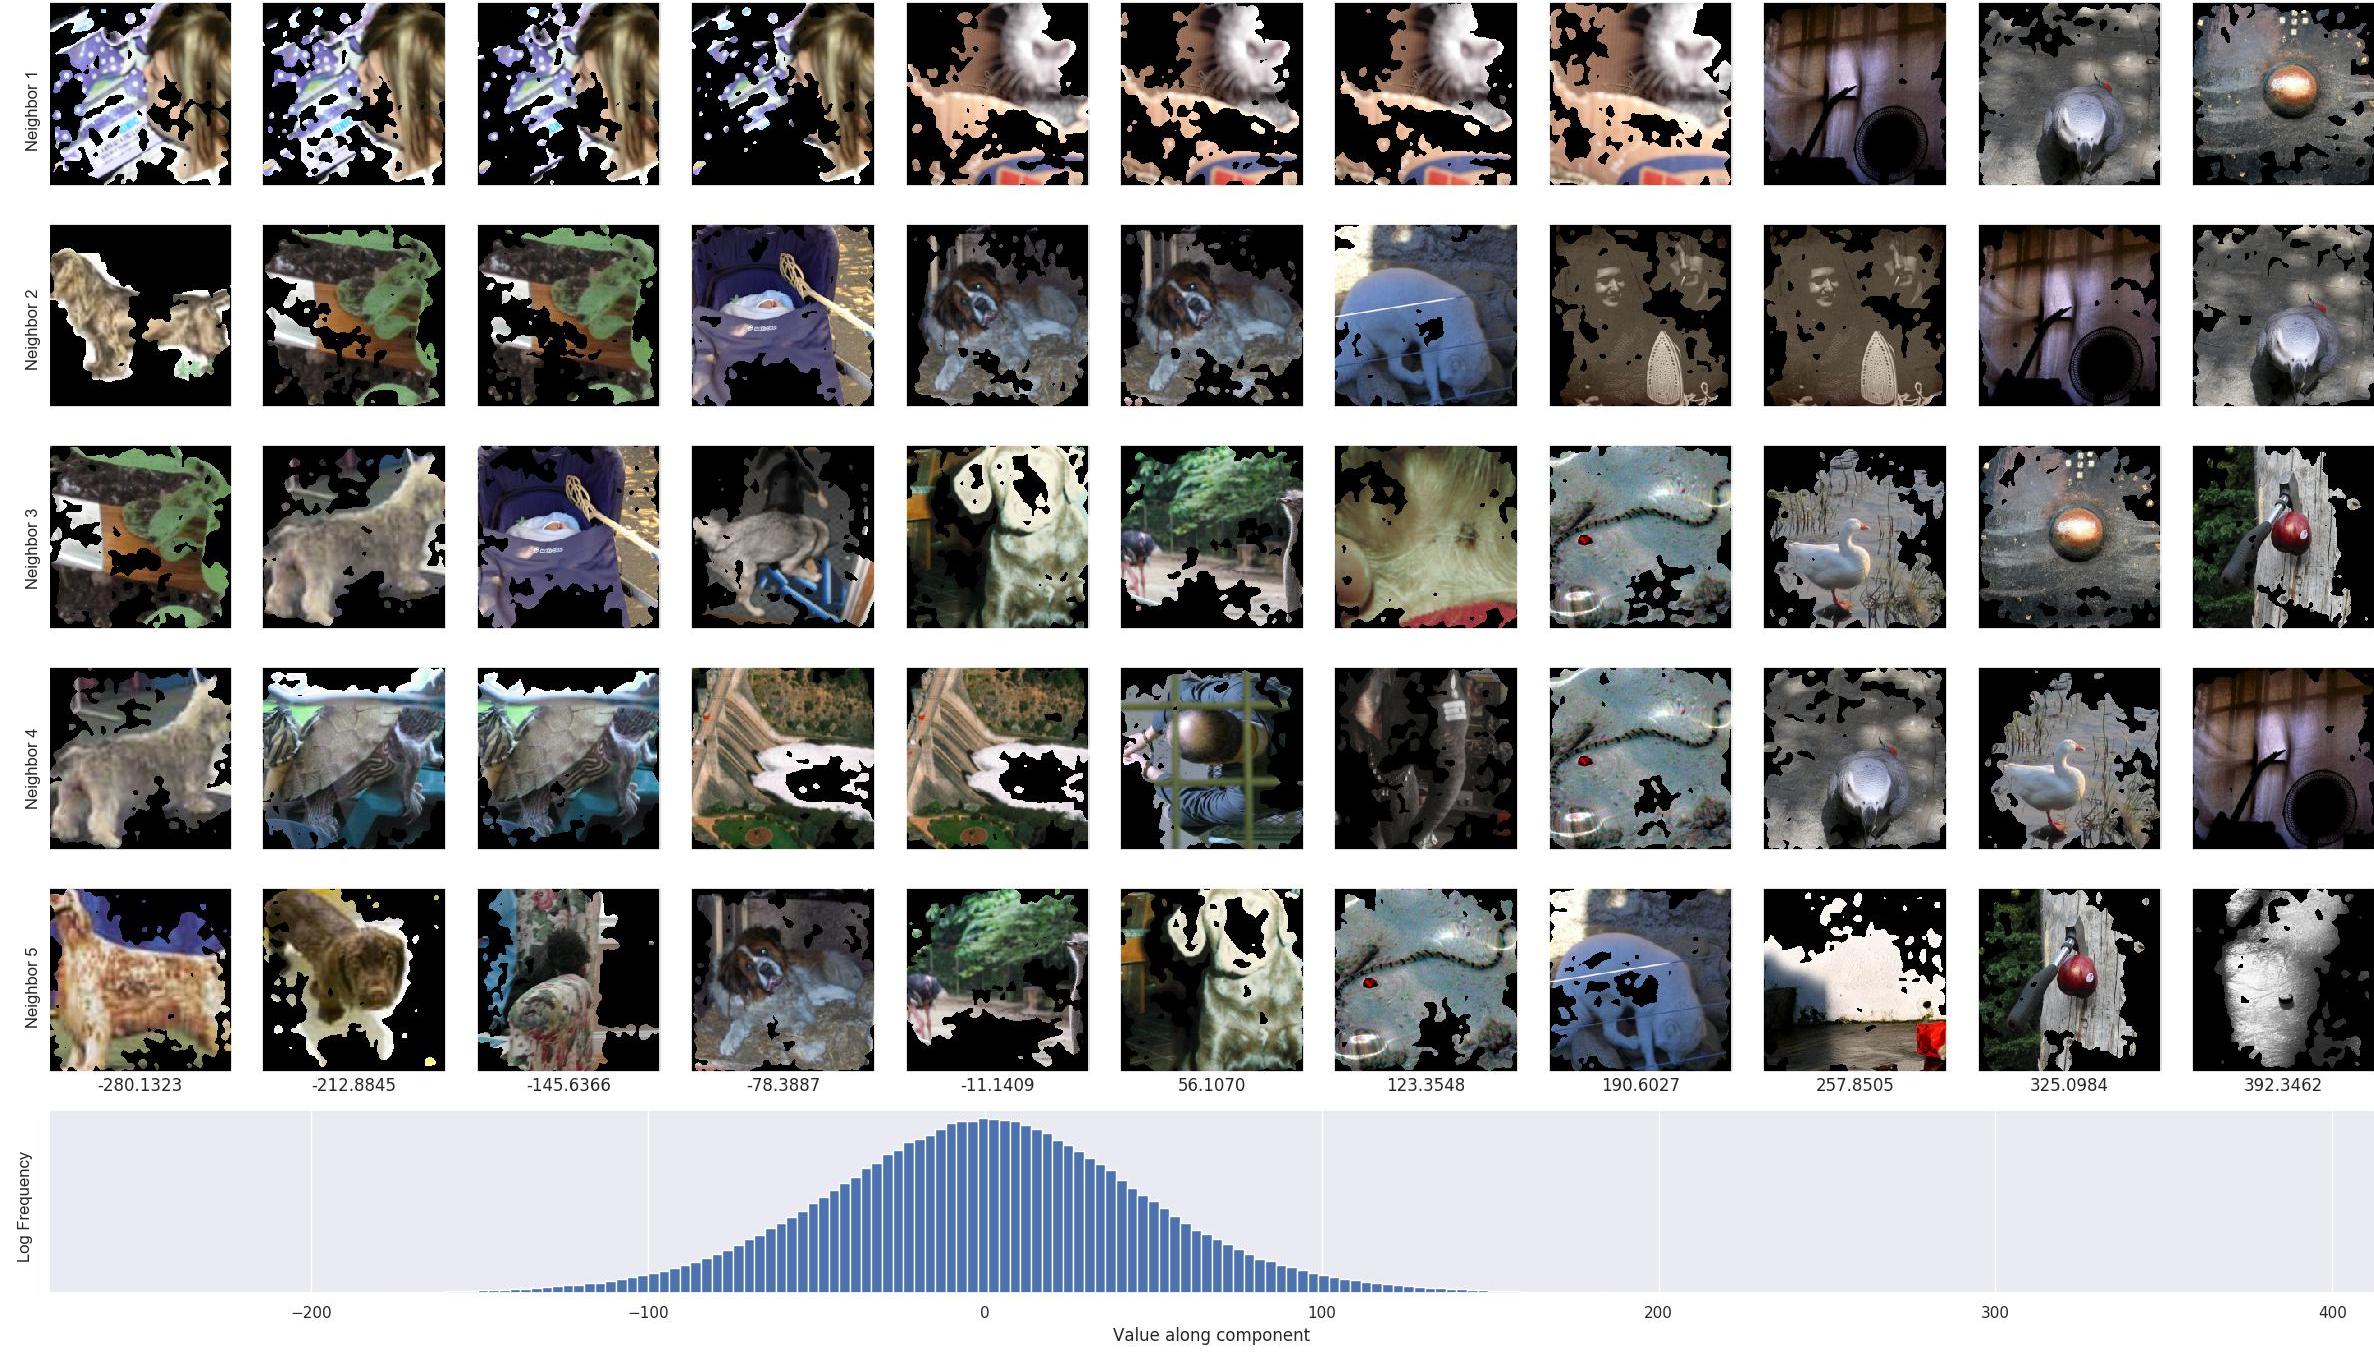 Neighbor 1
Neighbor 2
Neighbor 3
Neighbor 4
Neighbor 5
-280.1323 -212.8845 -145.6366 -78.3887 -11.1409 56.1070 123.3548 190.6027 257.8505 325.0984 392.3462
Log Frequency
−200 −100 0 100 200 300 400
Value along component